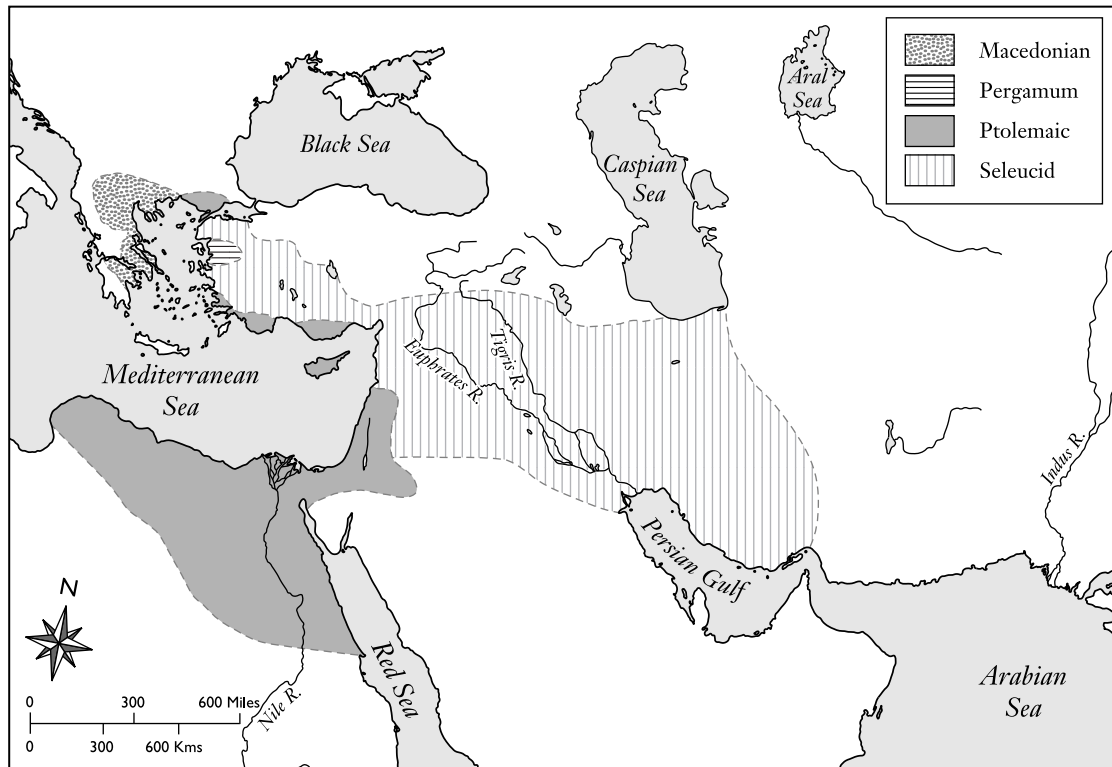 Macedonian
Pergamum
Ptolemaic
Seleucid
Aral
Sea
Black Sea
Caspian
Sea
Mediterranean
Sea
Euphrates R.
Tigris R.
Indus R.
Persian Gulf
Red Sea
Nile R.
Arabian
Sea
N
0 300 600 Miles
0 300 600 Kms